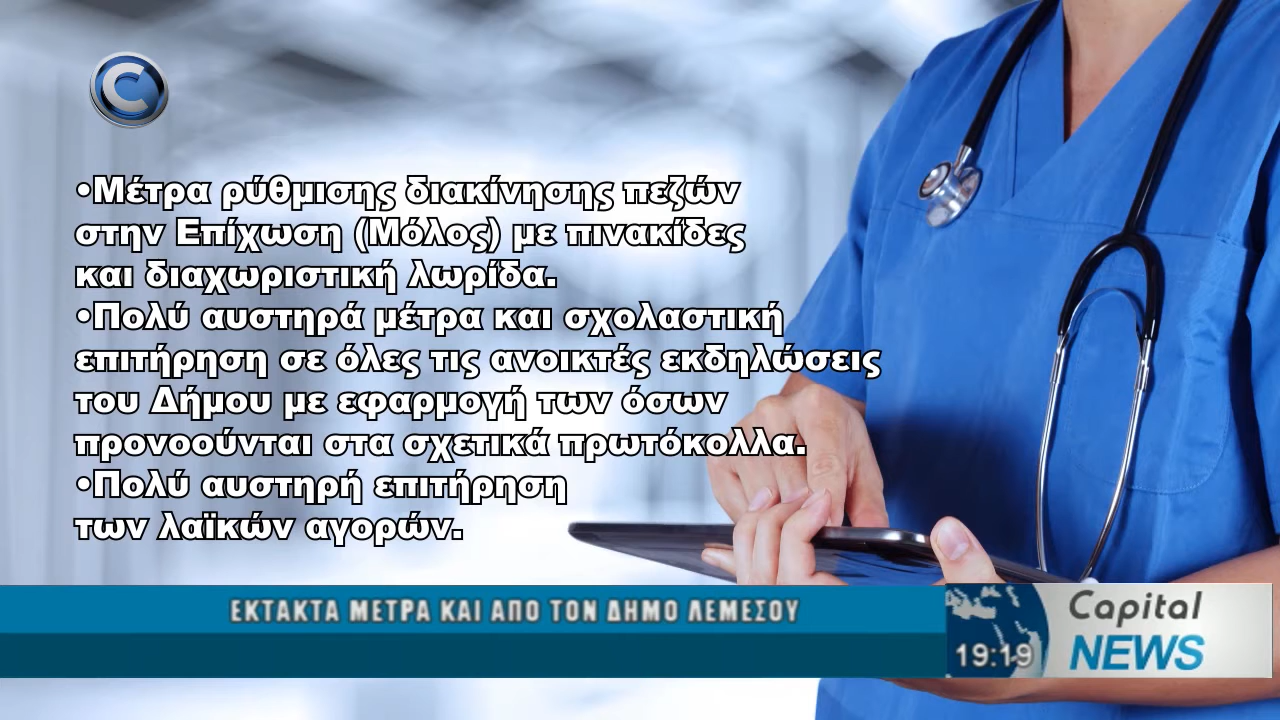 C
•Μέτρα ρύθμισης διακίνησης πεζών
στην Επίχωση (Μόλος) με πινακίδες
και διαχωριστική λωρίδα.
•Πολύ αυστηρά μέτρα και σχολαστική
επιτήρηση σε όλες τις ανοικτές εκδηλώσεις
του Δήμου με εφαρμογή των όσων
προνοούνται στα σχετικά πρωτόκολλα.
•Πολύ αυστηρή επιτήρηση
των λαϊκών αγορών.
ΕΚΤΑΚΤΑ ΜΕΤΡΑ ΚΑΙ ΑΠΟ ΤΟΝ ΔΗΜΟ ΛΕΜΕΣΟΥ
19:19
Capital
NEWS